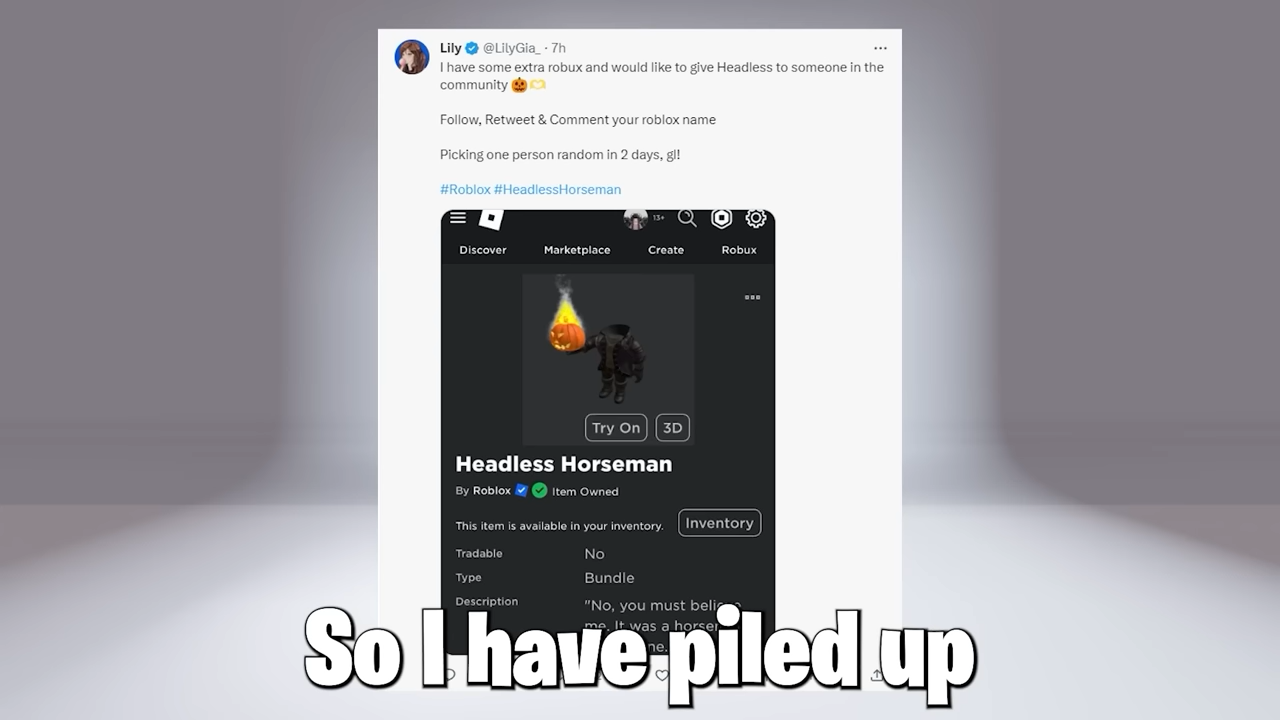 Lily @LilyGia_ · 7h
I have some extra robux and would like to give Headless to someone in the
community 🎃🫶
Follow, Retweet & Comment your roblox name
Picking one person random in 2 days, gl!
#Roblox #HeadlessHorseman
13+
Discover Marketplace Create Robux
Try On 3D
Headless Horseman
By Roblox Item Owned
This item is available in your inventory. Inventory
Tradable No
Type Bundle
Description "No, you must
me. It was a
So I have piled up